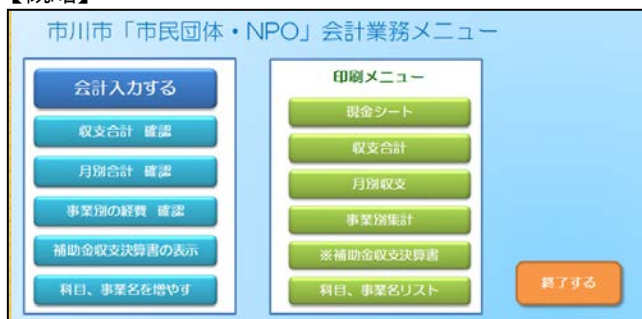 市川市「市民団体・NPO」会計業務メニュー
会計入力する
収支合計 確認
月別合計 確認
事業別の経費 確認
補助金収支決算書の表示
科目、事業名を増やす
印刷メニュー
現金シート
収支合計
月別収支
事業別集計
※補助金収支決算書
科目、事業名リスト
終了する